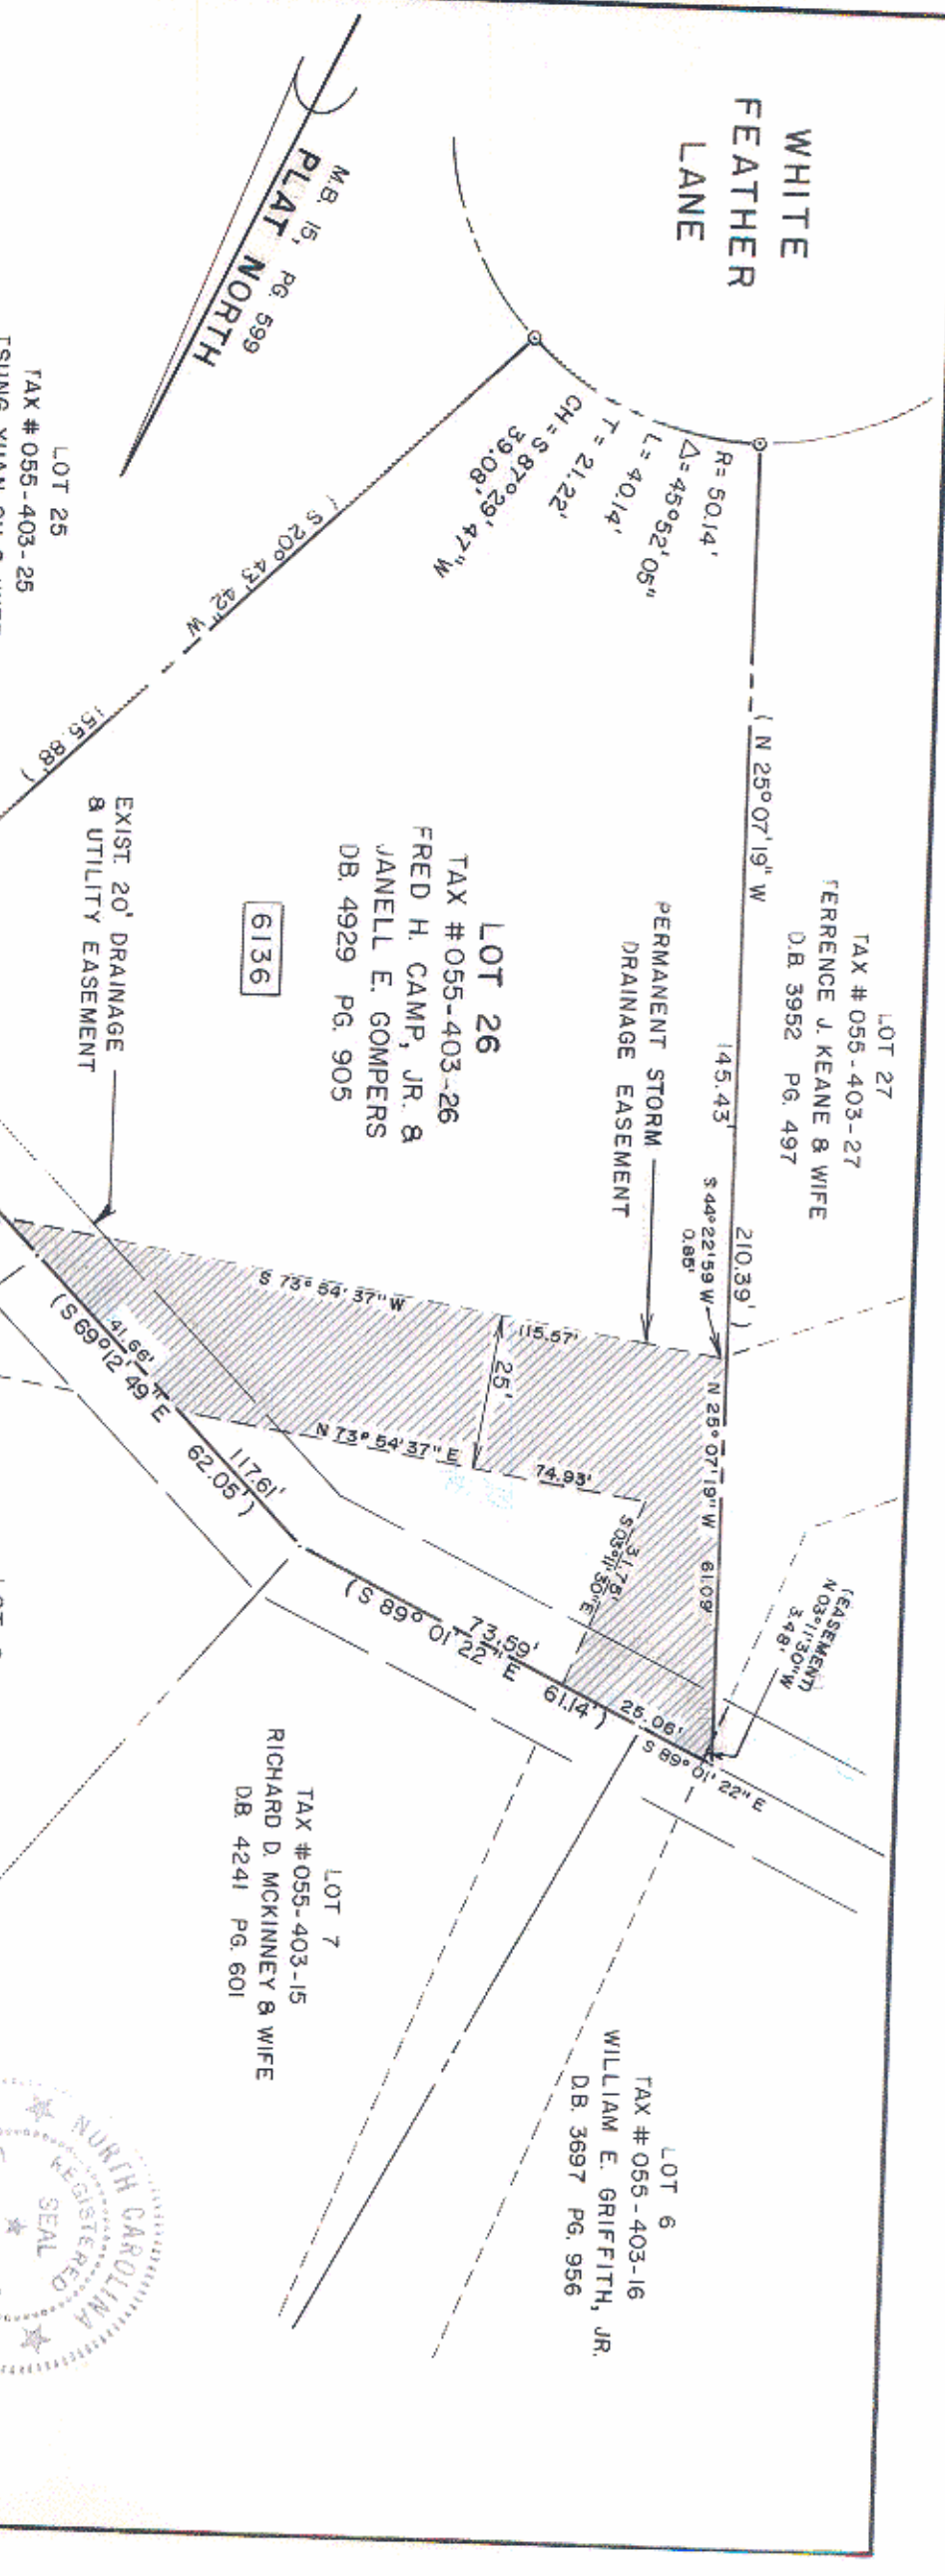 WHITE
FEATHER
LANE
M.B. 15, PG. 599
PLAT NORTH
R= 50.14'
Δ= 45°52'05"
L= 40.14'
T= 21.22'
CH= S 87°29'47" W
39.08'
( S 20° 43' 42" W
155.88' )
( N 25°07'19" W
145.43'
210.39' )
LOT 27
TAX # 055-403-27
TERRENCE J. KEANE & WIFE
D.B. 3952 PG. 497
LOT 25
TAX # 055-403-25
PERMANENT STORM
DRAINAGE EASEMENT
LOT 26
TAX #055-403-26
FRED H. CAMP, JR. &
JANELL E. GOMPERS
DB. 4929 PG. 905
6136
EXIST. 20' DRAINAGE
& UTILITY EASEMENT
S 44°22'59 W
0.85'
S 73° 54' 37" W
115.57'
25'
N 73° 54' 37" E
74.93'
N 25° 07' 19" W 61.09'
S 03°11'30" E
31.75'
(EASEMENT)
N 03°11'30" W
3.48'
41.66'
(S 69° 12' 49" E
117.61'
62.05')
73.59'
(S 89° 01' 22" E
61.14')
25.06'
S 89° 01' 22" E
LOT 7
TAX #055-403-15
RICHARD D. MCKINNEY & WIFE
D.B. 4241 PG. 601
LOT 6
TAX # 055-403-16
WILLIAM E. GRIFFITH, JR.
D.B. 3697 PG. 956
NORTH CAROLINA
REGISTERED
SEAL